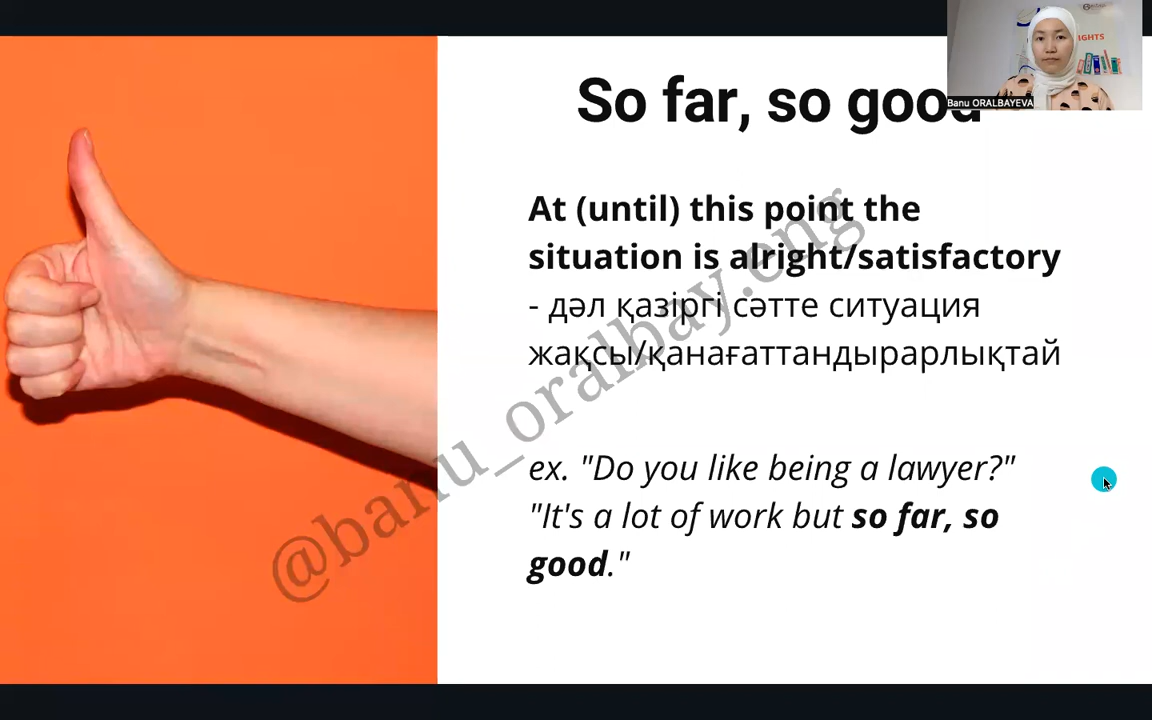 So far, so good
Banu ORALBAYEVA
IGHTS
At (until) this point the
situation is alright/satisfactory
- дәл қазіргі сәтте ситуация
жақсы/қанағаттандырарлықтай
@banu_oralbay.eng
ex. "Do you like being a lawyer?"
"It's a lot of work but so far, so
good."